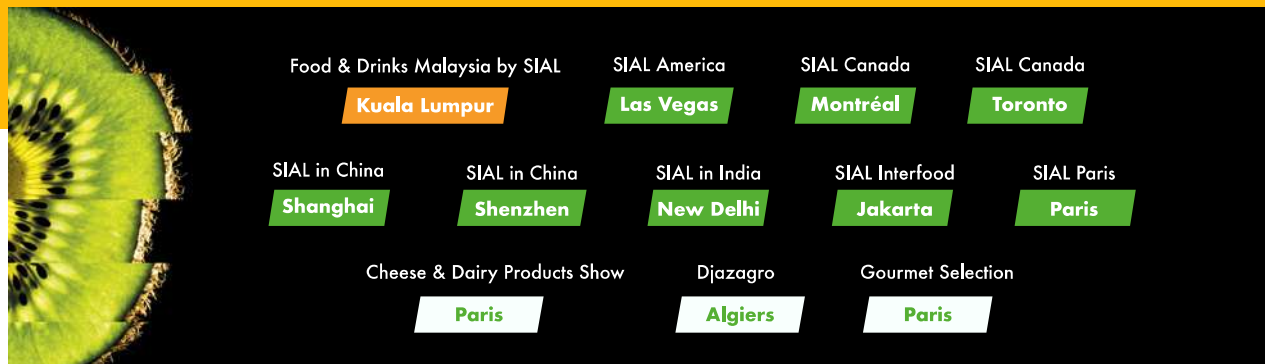 Food & Drinks Malaysia by SIAL
Kuala Lumpur
SIAL America
Las Vegas
SIAL Canada
Montréal
SIAL Canada
Toronto
SIAL in China
Shanghai
SIAL in China
Shenzhen
SIAL in India
New Delhi
SIAL Interfood
Jakarta
SIAL Paris
Paris
Cheese & Dairy Products Show
Paris
Djazagro
Algiers
Gourmet Selection
Paris